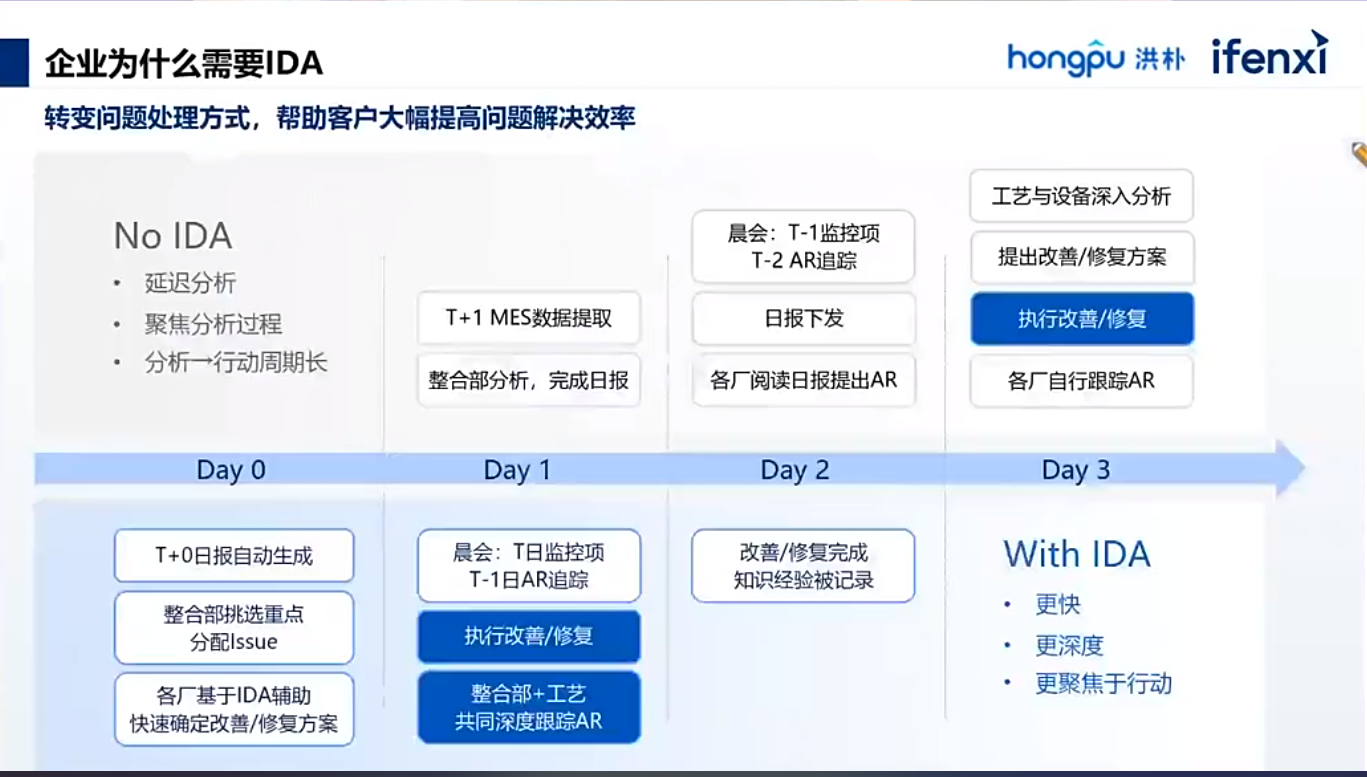 企业为什么需要IDA
hongpu 洪朴
ifenxi
转变问题处理方式，帮助客户大幅提高问题解决效率
No IDA
• 延迟分析
• 聚焦分析过程
• 分析→行动周期长
T+1 MES数据提取
整合部分析，完成日报
晨会：T-1监控项
T-2 AR追踪
日报下发
各厂阅读日报提出AR
工艺与设备深入分析
提出改善/修复方案
执行改善/修复
各厂自行跟踪AR
Day 0
Day 1
Day 2
Day 3
T+0日报自动生成
整合部挑选重点
分配Issue
各厂基于IDA辅助
快速确定改善/修复方案
晨会：T日监控项
T-1日AR追踪
执行改善/修复
整合部+工艺
共同深度跟踪AR
改善/修复完成
知识经验被记录
With IDA
• 更快
• 更深度
• 更聚焦于行动